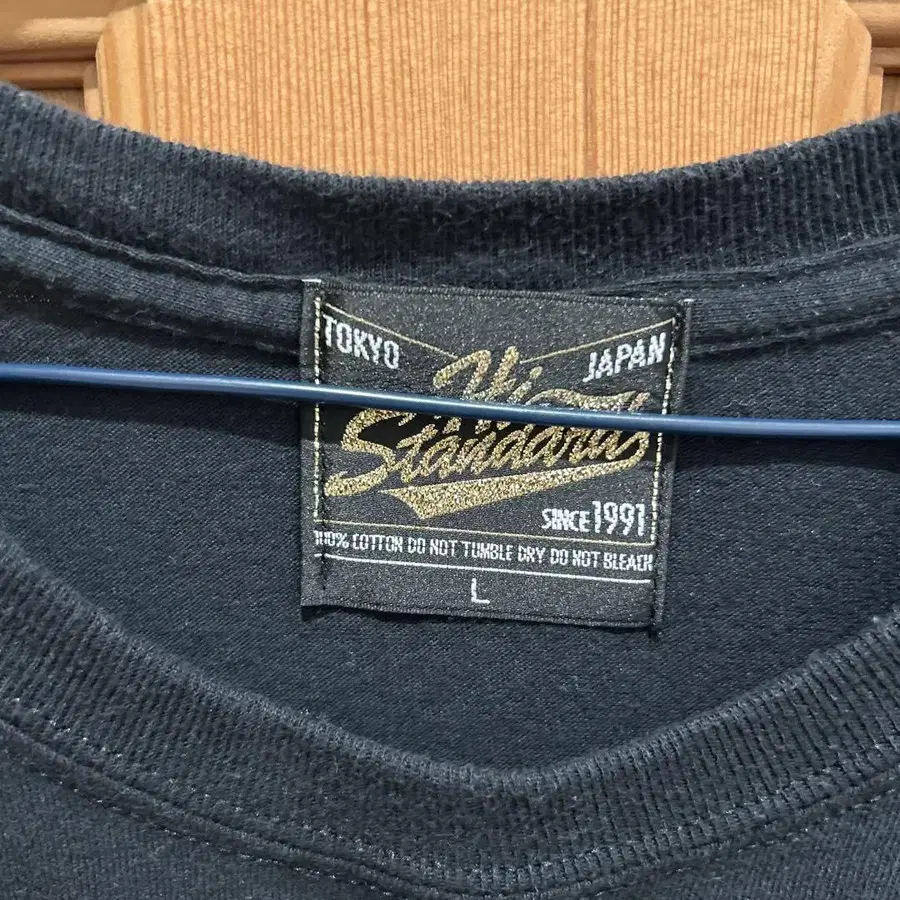 TOKYO
JAPAN
Hi
Standard
SINCE 1991
100% COTTON DO NOT TUMBLE DRY DO NOT BLEACH
L